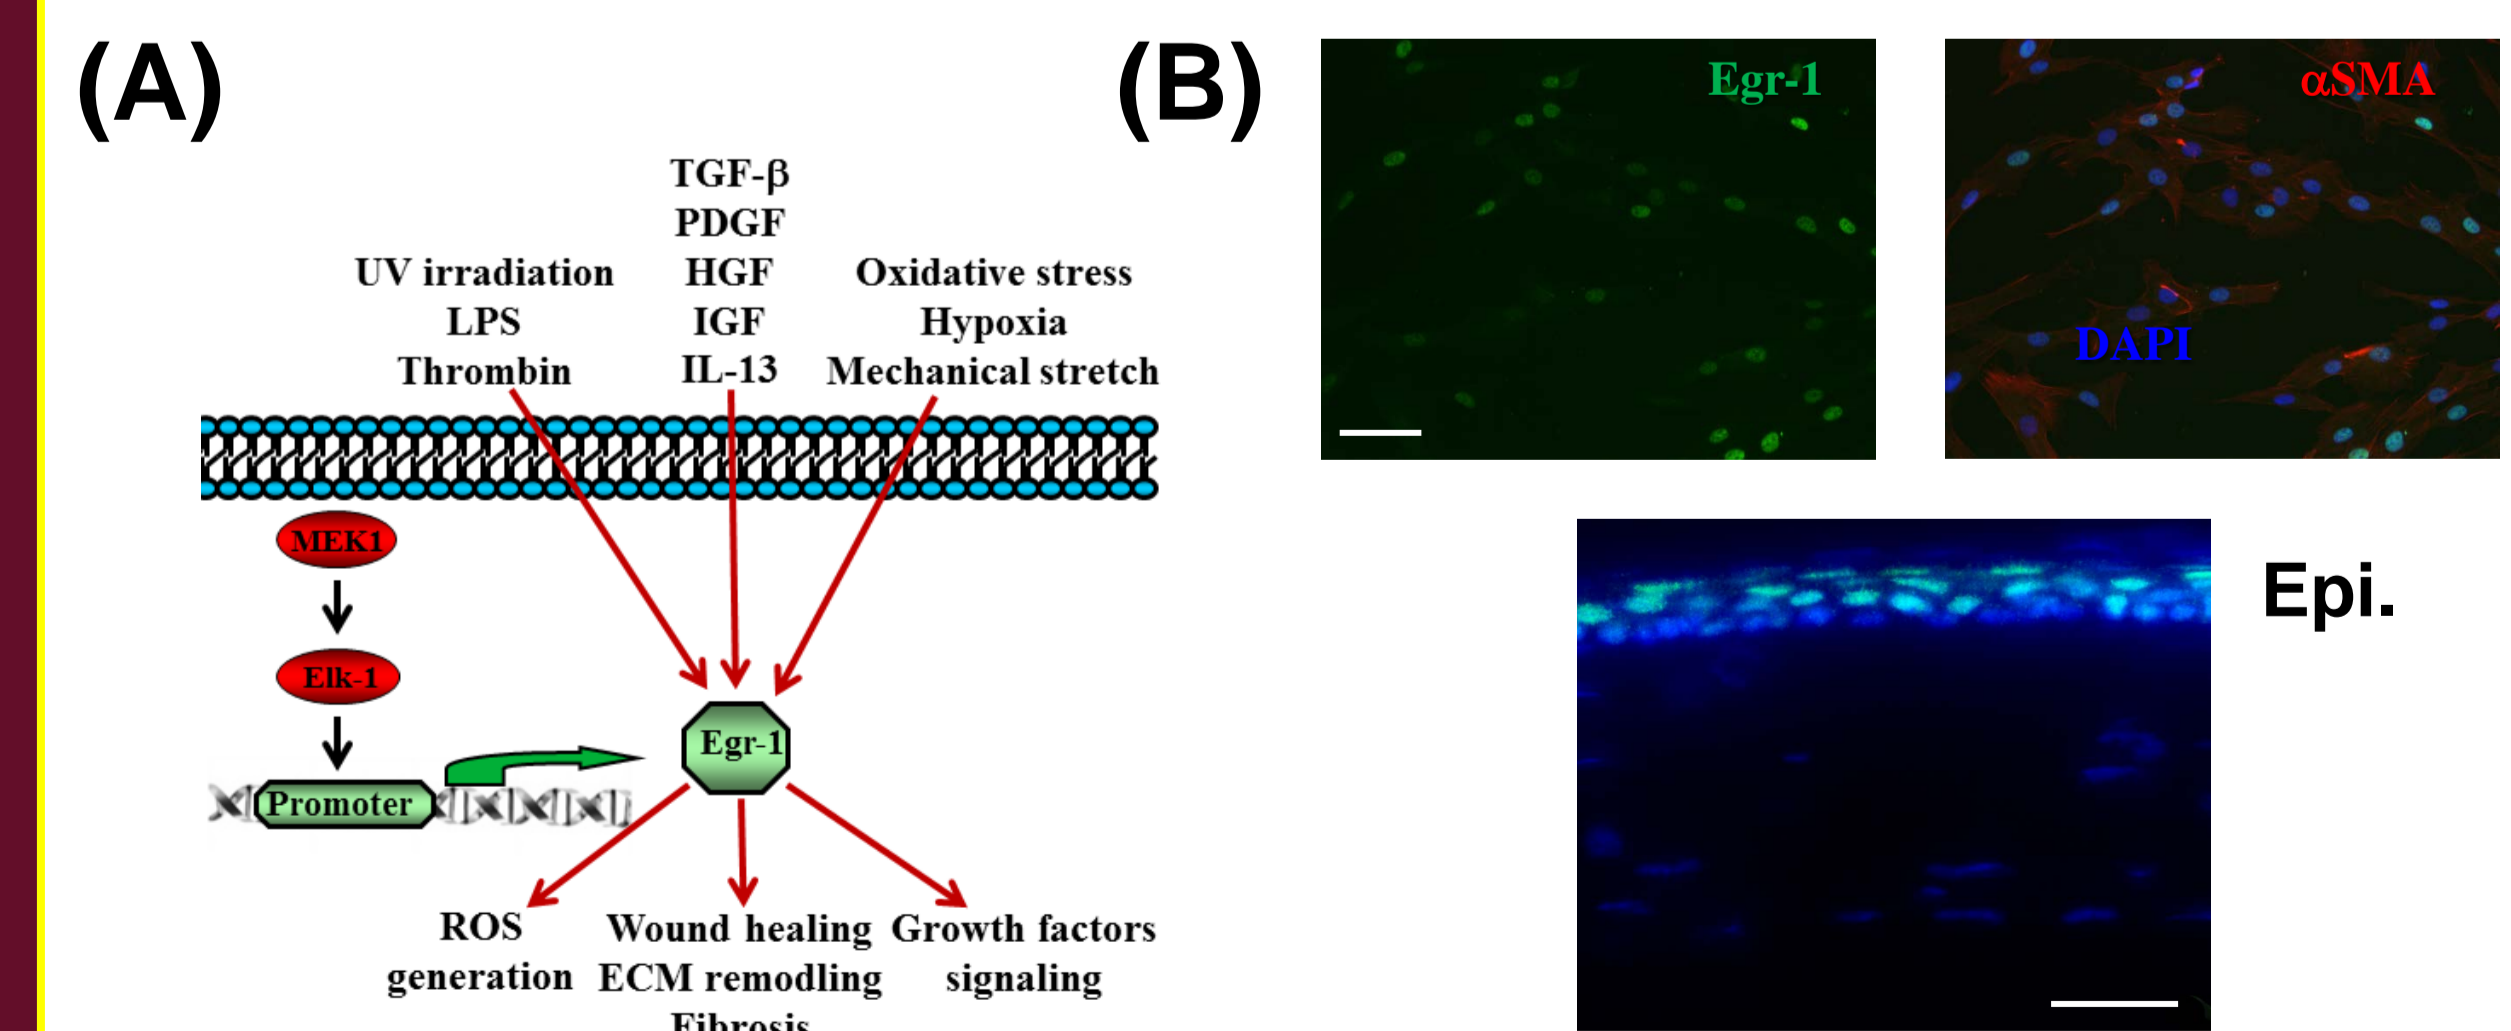 (A)
TGF-β
PDGF
UV irradiation HGF Oxidative stress
LPS IGF Hypoxia
Thrombin IL-13 Mechanical stretch
MEK1
Elk-1
Egr-1
Promoter
ROS Wound healing Growth factors
generation ECM remodling signaling
Fibrosis
(B)
Egr-1
αSMA
DAPI
Epi.